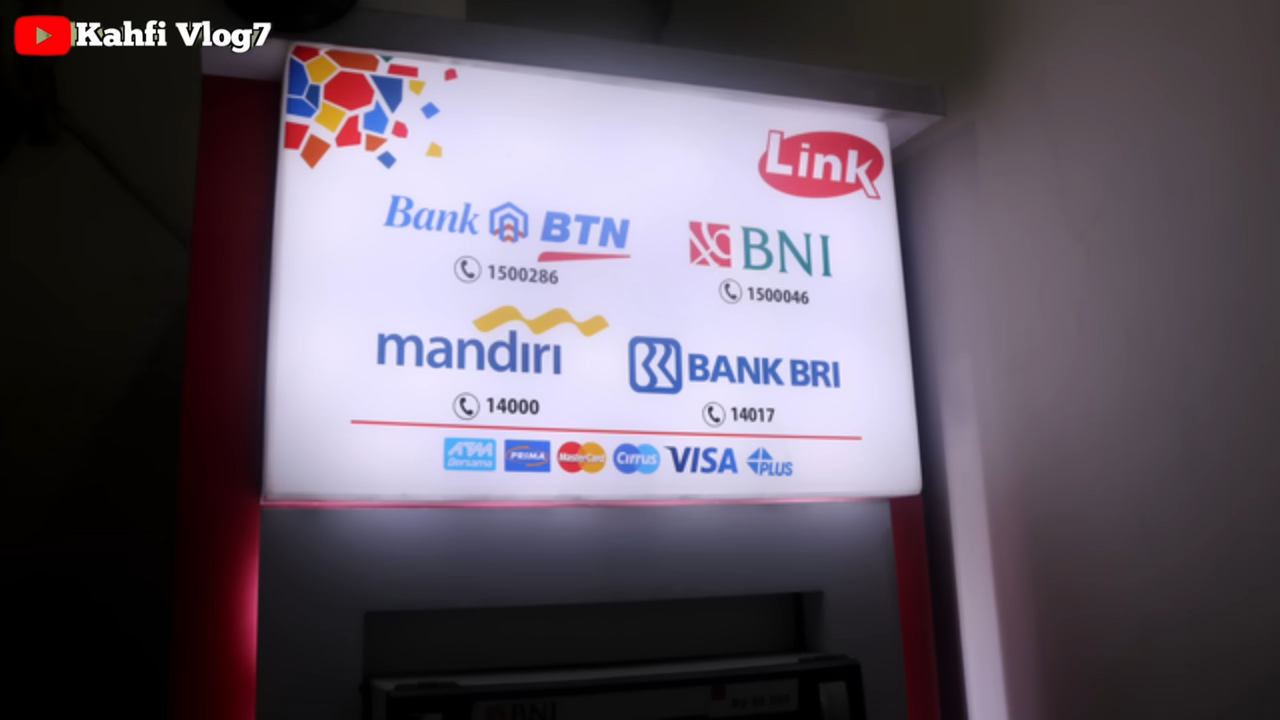 Kahfi Vlog7
Link
Bank BTN
1500286
BNI
1500046
mandiri
14000
BANK BRI
14017
ATM Bersama PRIMA MasterCard Cirrus VISA PLUS
BNI